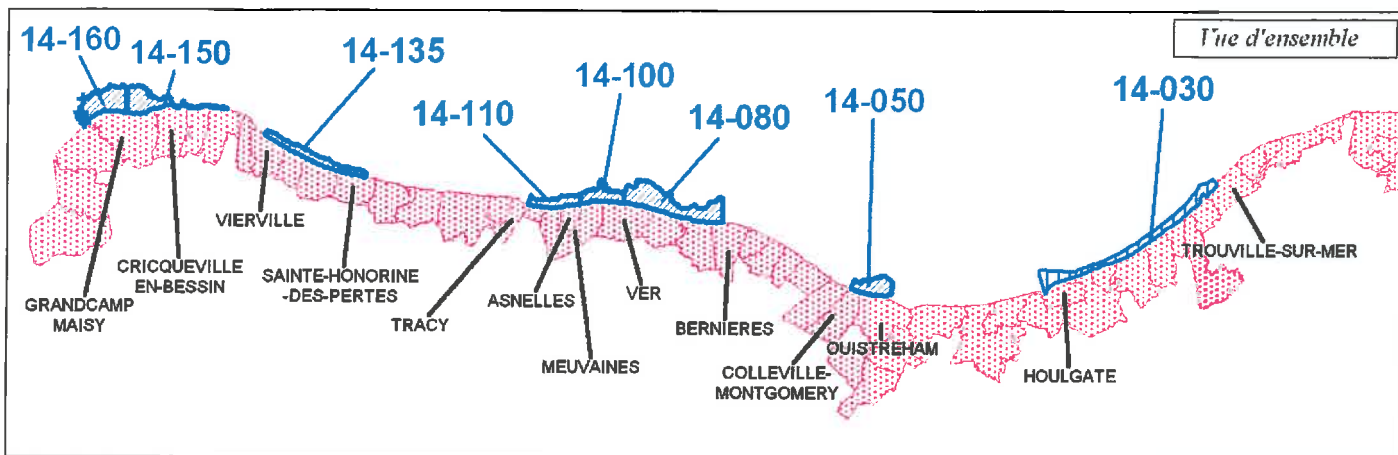 Vue d'ensemble
14-160
14-150
14-135
14-100
14-110
14-080
14-050
14-030
VIERVILLE
CRICQUEVILLE
EN-BESSIN
GRANDCAMP
MAISY
SAINTE-HONORINE
-DES-PERTES
TRACY
ASNELLES
MEUVAINES
VER
BERNIERES
COLLEVILLE-
MONTGOMERY
OUISTREHAM
HOULGATE
TROUVILLE-SUR-MER